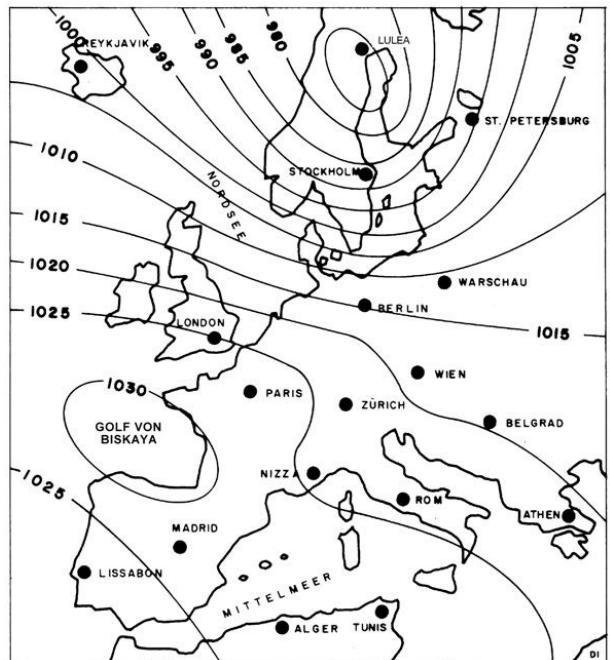 1000
995
990
985
980
1005
REYKJAVIK
LULEA
ST. PETERSBURG
1010
STOCKHOLM
NORDSEE
1015
1020
WARSCHAU
1025
BERLIN
LONDON
1015
WIEN
1030
PARIS
ZÜRICH
GOLF VON
BISKAYA
BELGRAD
1025
NIZZA
ROM
ATHEN
MADRID
LISSABON
MITTELMEER
ALGER
TUNIS
DI